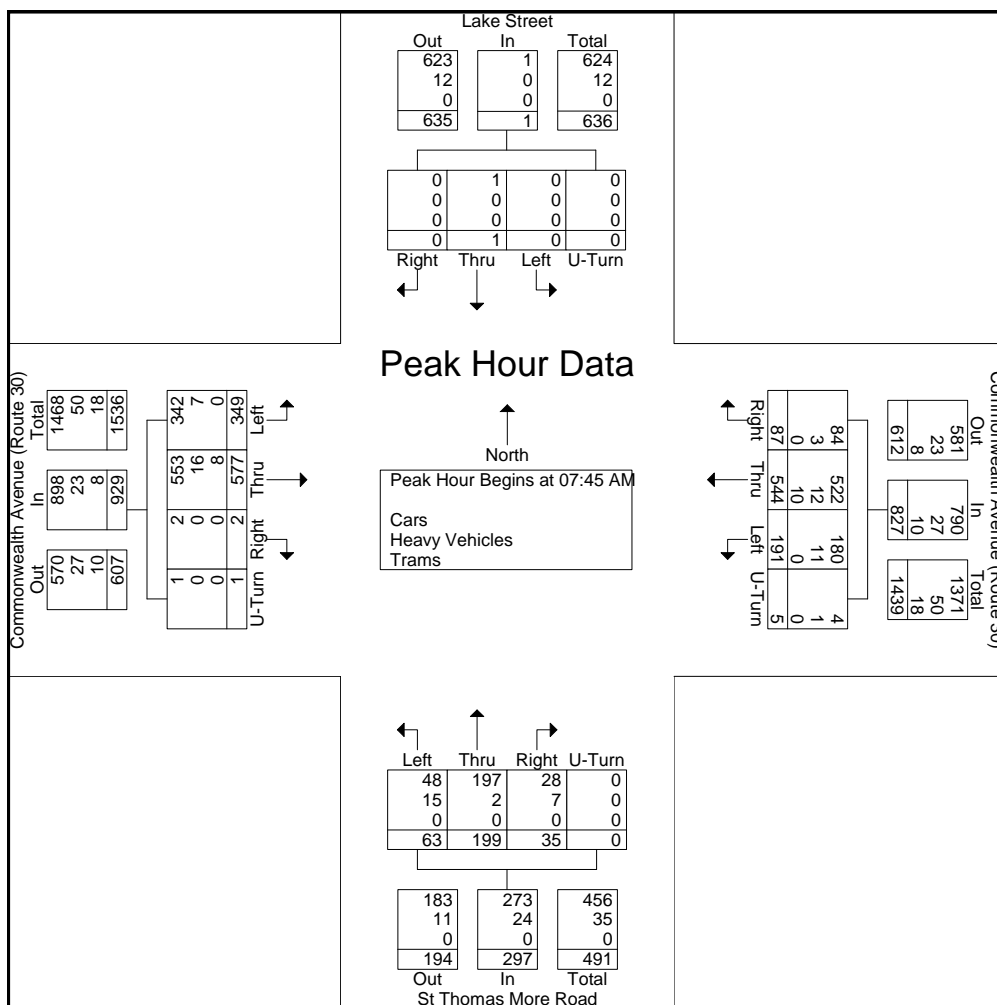 Lake Street
Out In Total
623 1 624
12 0 12
0 0 0
635 1 636
0 1 0 0
0 0 0 0
0 0 0 0
0 1 0 0
Right Thru Left U-Turn
Peak Hour Data
North
Peak Hour Begins at 07:45 AM
Cars
Heavy Vehicles
Trams
Commonwealth Avenue (Route 30)
Total
1468
50
18
1536
In
898
23
8
929
Out
570
27
10
607
342
7
0
349
Left
553
16
8
577
Thru
2
0
0
2
Right
1
0
0
1
U-Turn
Commonwealth Avenue (Route 30)
Out
581
23
8
612
In
790
27
10
827
Total
1371
50
18
1439
Right
84
3
0
87
Thru
522
12
10
544
Left
180
11
0
191
U-Turn
4
1
0
5
Left Thru Right U-Turn
48 197 28 0
15 2 7 0
0 0 0 0
63 199 35 0
183 273 456
11 24 35
0 0 0
194 297 491
Out In Total
St Thomas More Road